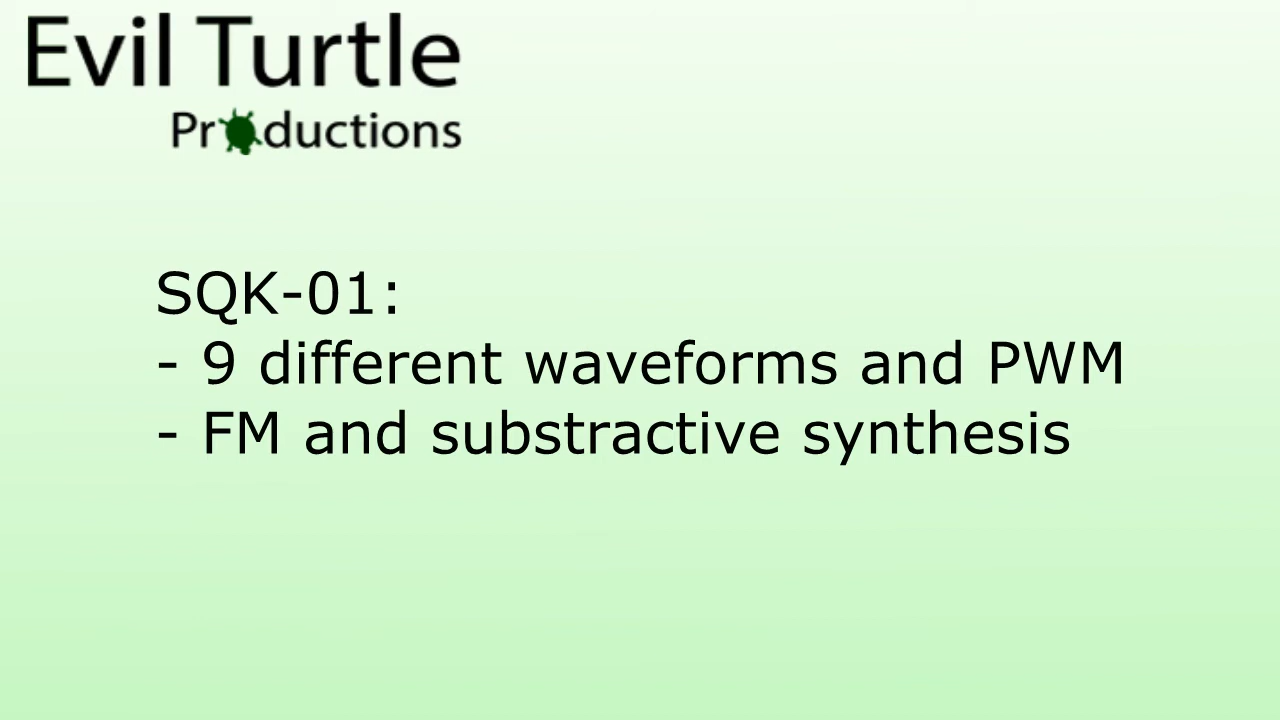 Evil Turtle
Productions
SQK-01:
- 9 different waveforms and PWM
- FM and substractive synthesis